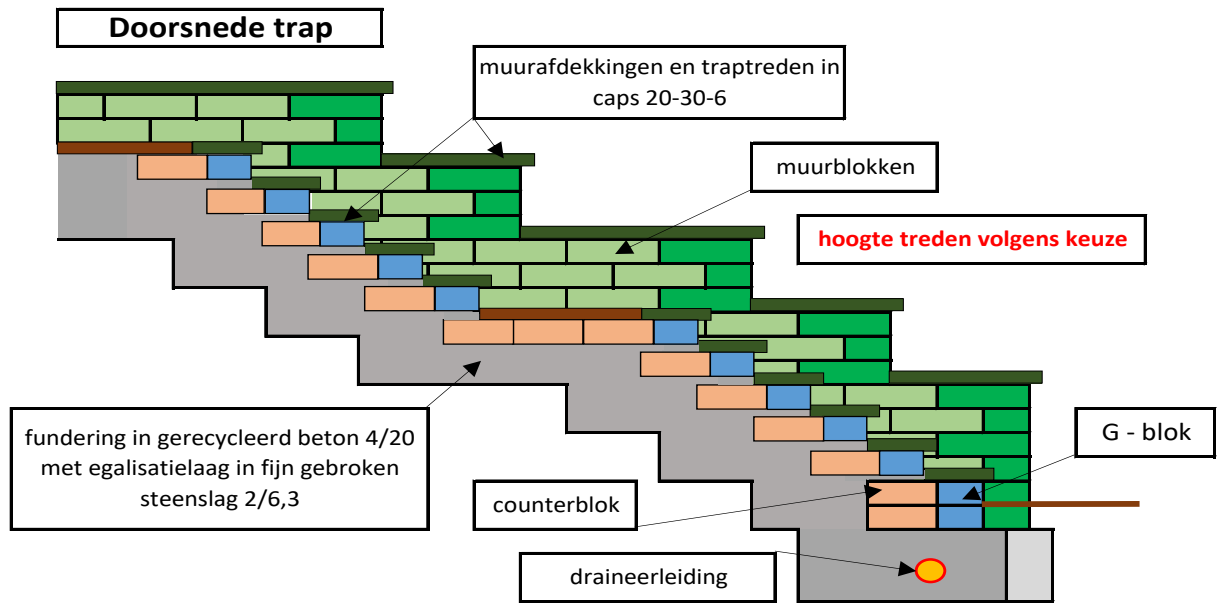 Doorsnede trap
muurafdekkingen en traptreden in
caps 20-30-6
muurblokken
hoogte treden volgens keuze
fundering in gerecycleerd beton 4/20
met egalisatielaag in fijn gebroken
steenslag 2/6,3
G - blok
counterblok
draineerleiding